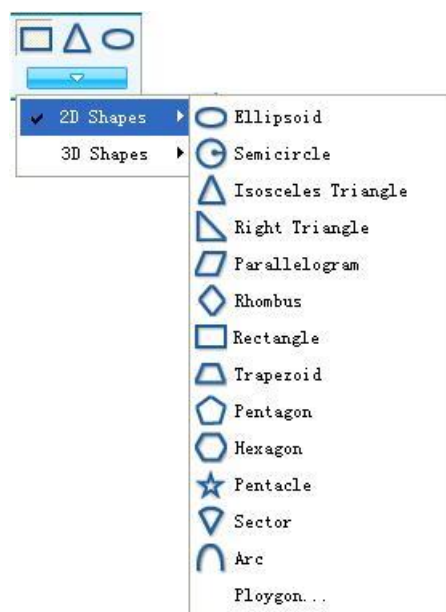 2D Shapes
3D Shapes
Ellipsoid
Semicircle
Isosceles Triangle
Right Triangle
Parallelogram
Rhombus
Rectangle
Trapezoid
Pentagon
Hexagon
Pentacle
Sector
Arc
Ploygon...